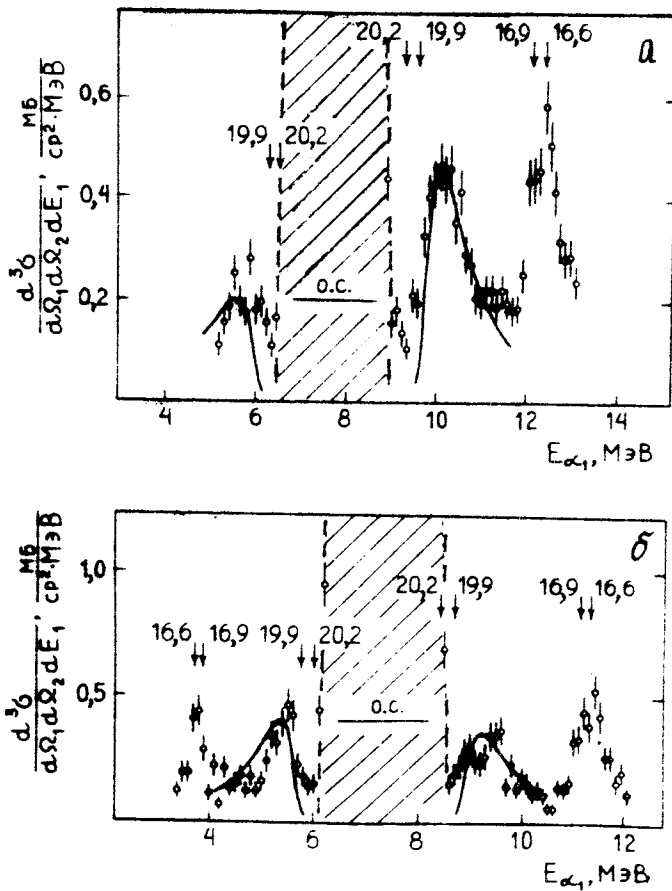 а
20,2 19,9 16,9 16,6
0,6
19,9 20,2
0,4
о.с.
0,2
d³σ/dΩ₁dΩ₂dE₁, мб/ср²·МэВ
4 6 8 10 12 14
Eα₁, МэВ
б
1,0
20,2 19,9 16,9 16,6
16,6 16,9 19,9 20,2
0,5
о.с.
d³σ/dΩ₁dΩ₂dE₁, мб/ср²·МэВ
4 6 8 10 12
Eα₁, МэВ